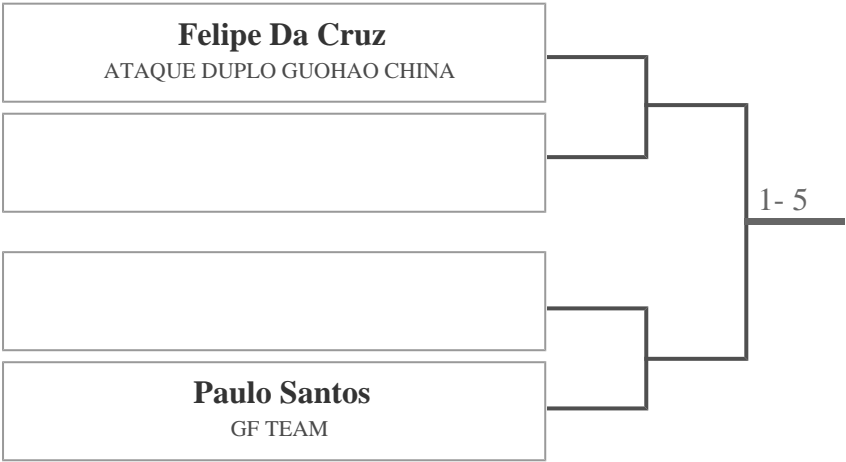 Felipe Da Cruz
ATAQUE DUPLO GUOHAO CHINA
1- 5
Paulo Santos
GF TEAM